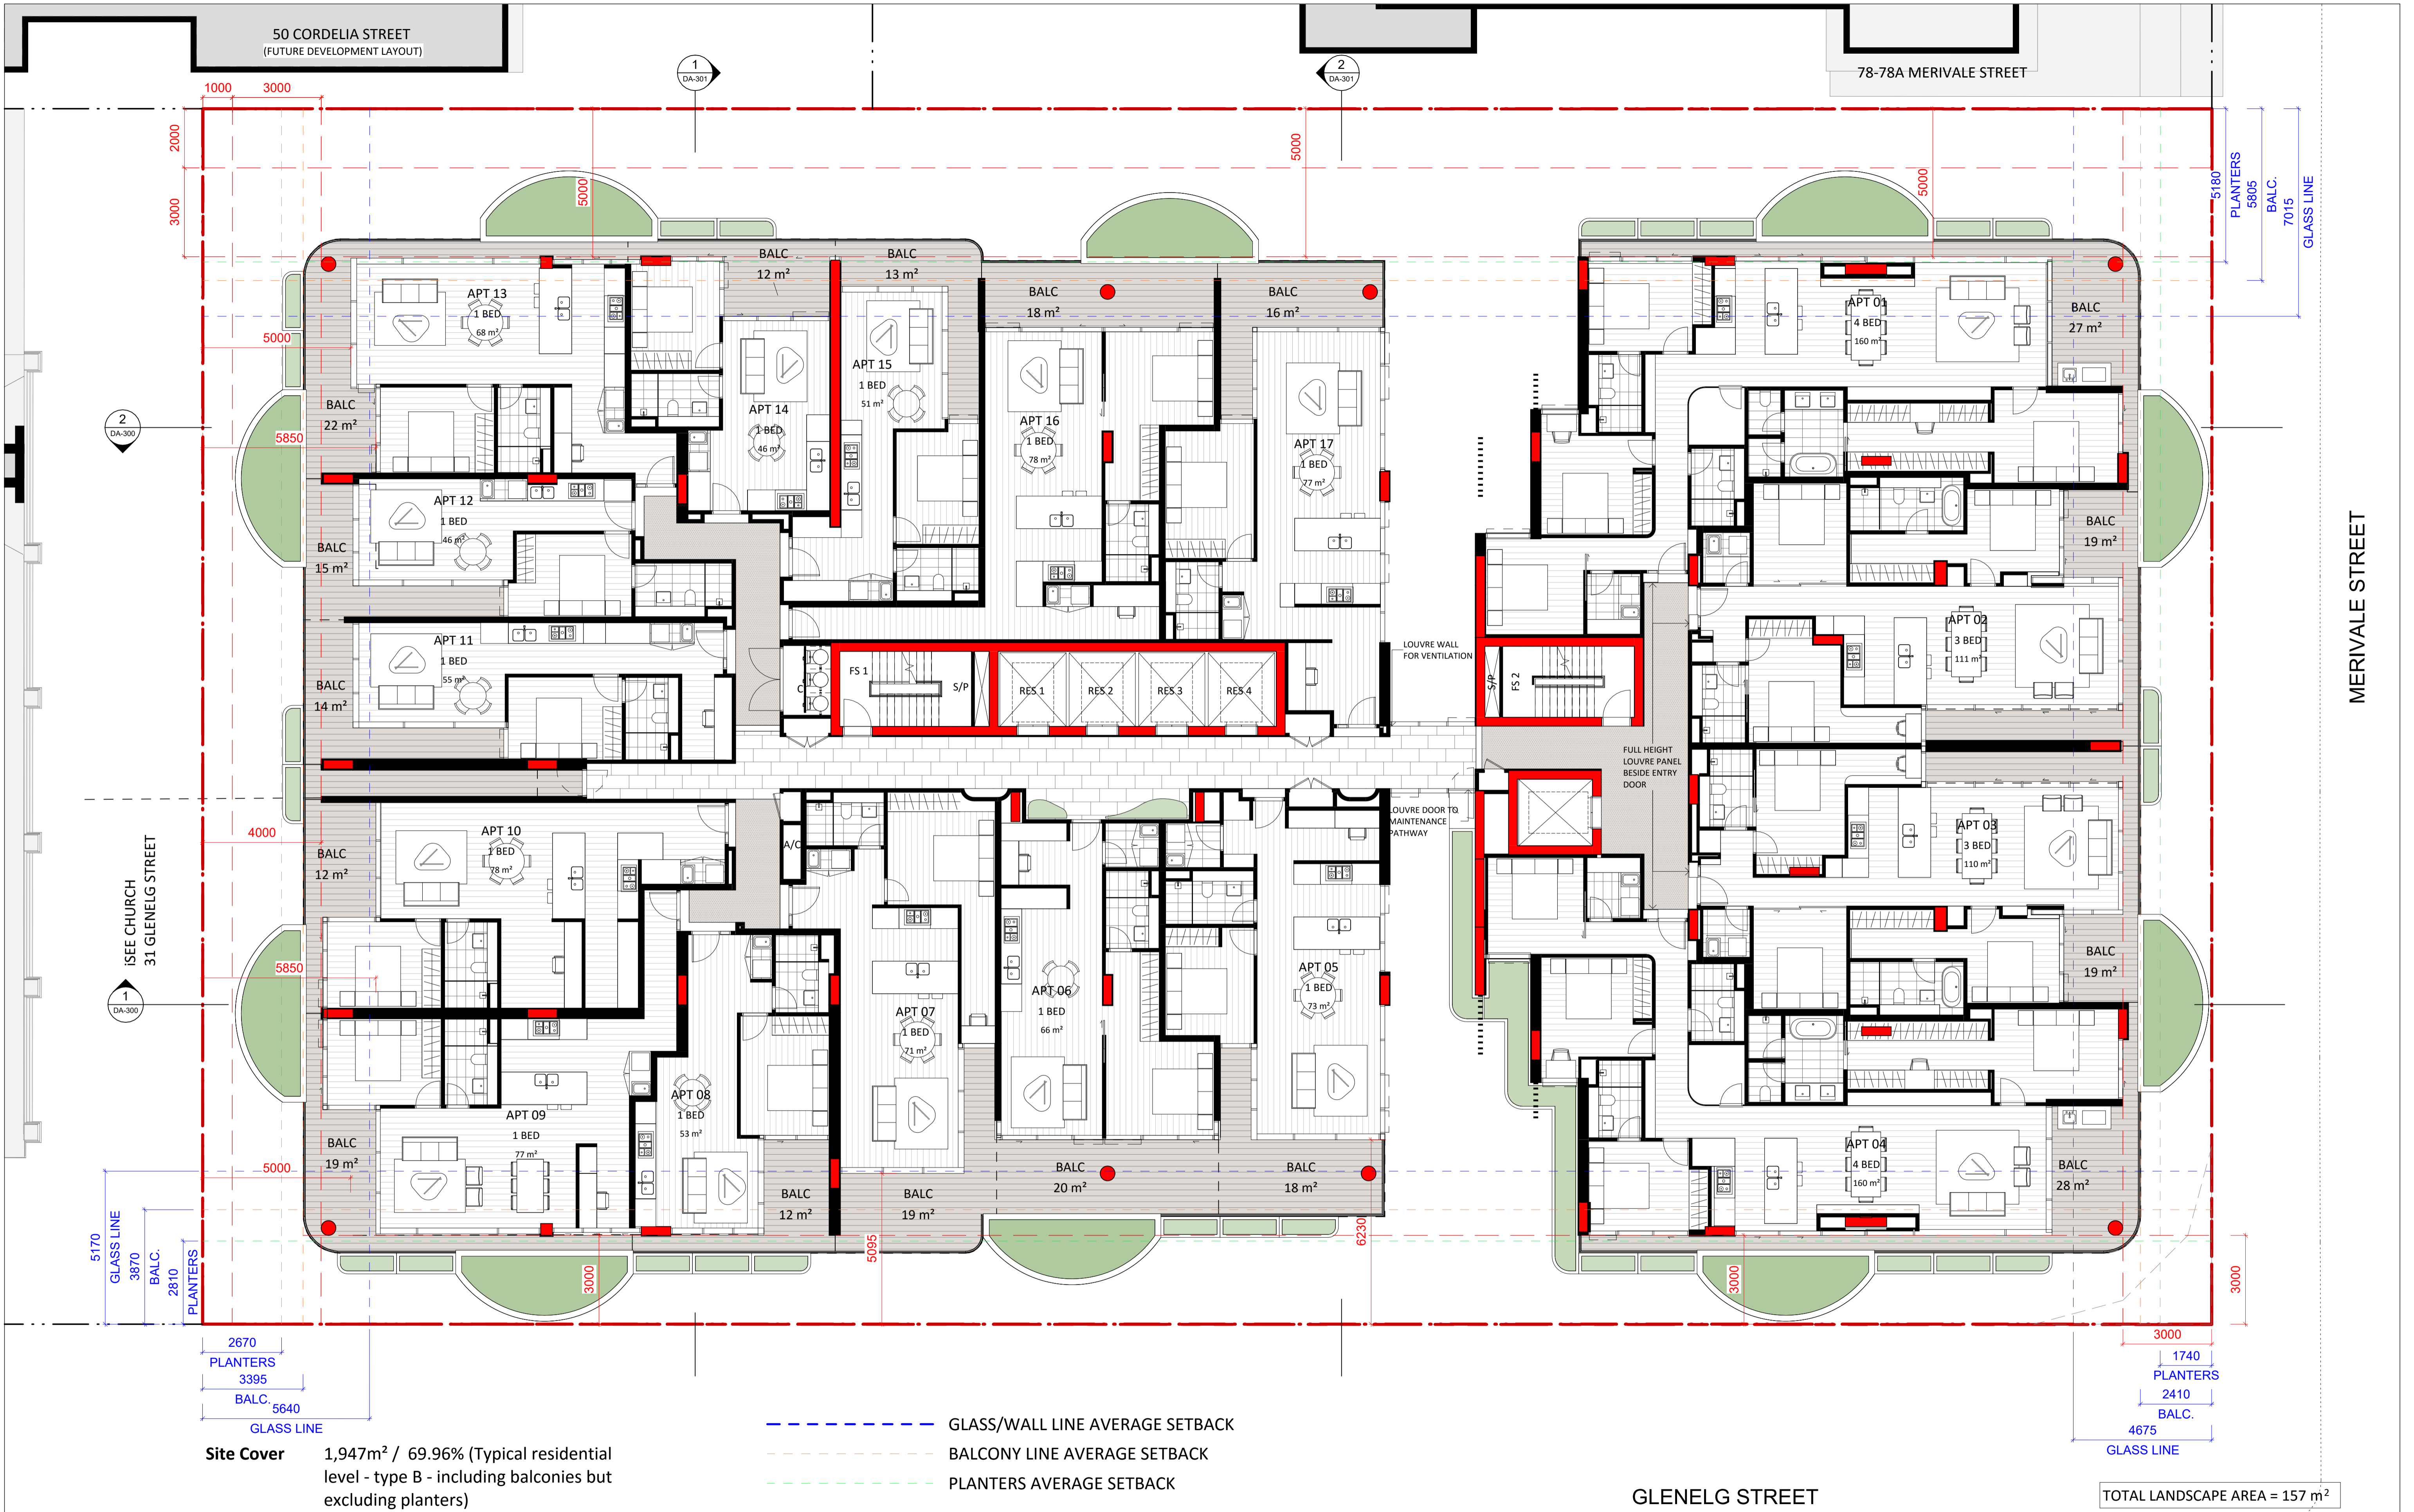 50 CORDELIA STREET
(FUTURE DEVELOPMENT LAYOUT)
78-78A MERIVALE STREET
1
DA-301
2
DA-301
1000
3000
2000
3000
5000
5000
5000
5180
PLANTERS
5805
BALC.
7015
GLASS LINE
BALC
12 m²
BALC
13 m²
BALC
18 m²
BALC
16 m²
APT 13
1 BED
68 m²
APT 14
1 BED
46 m²
APT 15
1 BED
51 m²
APT 16
1 BED
78 m²
APT 17
1 BED
77 m²
APT 01
4 BED
160 m²
BALC
27 m²
5000
BALC
22 m²
5850
2
DA-300
APT 12
1 BED
46 m²
BALC
15 m²
BALC
19 m²
APT 11
1 BED
55 m²
BALC
14 m²
C
FS 1
S/P
RES 1
RES 2
RES 3
RES 4
LOUVRE WALL
FOR VENTILATION
S/P
FS 2
APT 02
3 BED
111 m²
MERIVALE STREET
FULL HEIGHT
LOUVRE PANEL
BESIDE ENTRY
DOOR
LOUVRE DOOR TO
MAINTENANCE
PATHWAY
APT 03
3 BED
110 m²
4000
APT 10
1 BED
78 m²
A/C
BALC
12 m²
iSEE CHURCH
31 GLENELG STREET
1
DA-300
5850
APT 07
1 BED
71 m²
APT 06
1 BED
66 m²
APT 05
1 BED
73 m²
BALC
19 m²
APT 08
1 BED
53 m²
APT 09
1 BED
77 m²
BALC
19 m²
5000
BALC
12 m²
BALC
19 m²
BALC
20 m²
BALC
18 m²
APT 04
4 BED
160 m²
BALC
28 m²
5170
GLASS LINE
3870
BALC.
2810
PLANTERS
3000
5095
6230
3000
3000
2670
PLANTERS
3395
BALC.
5640
GLASS LINE
3000
1740
PLANTERS
2410
BALC.
4675
GLASS LINE
Site Cover 1,947m² / 69.96% (Typical residential
level - type B - including balconies but
excluding planters)
GLASS/WALL LINE AVERAGE SETBACK
BALCONY LINE AVERAGE SETBACK
PLANTERS AVERAGE SETBACK
GLENELG STREET
TOTAL LANDSCAPE AREA = 157 m²